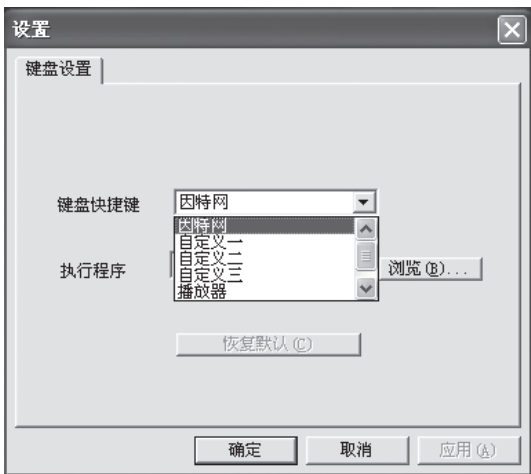 设置
键盘设置
键盘快捷键 因特网
因特网
自定义一
自定义二
自定义三
播放器
执行程序 浏览(B)...
恢复默认(C)
确定 取消 应用(A)